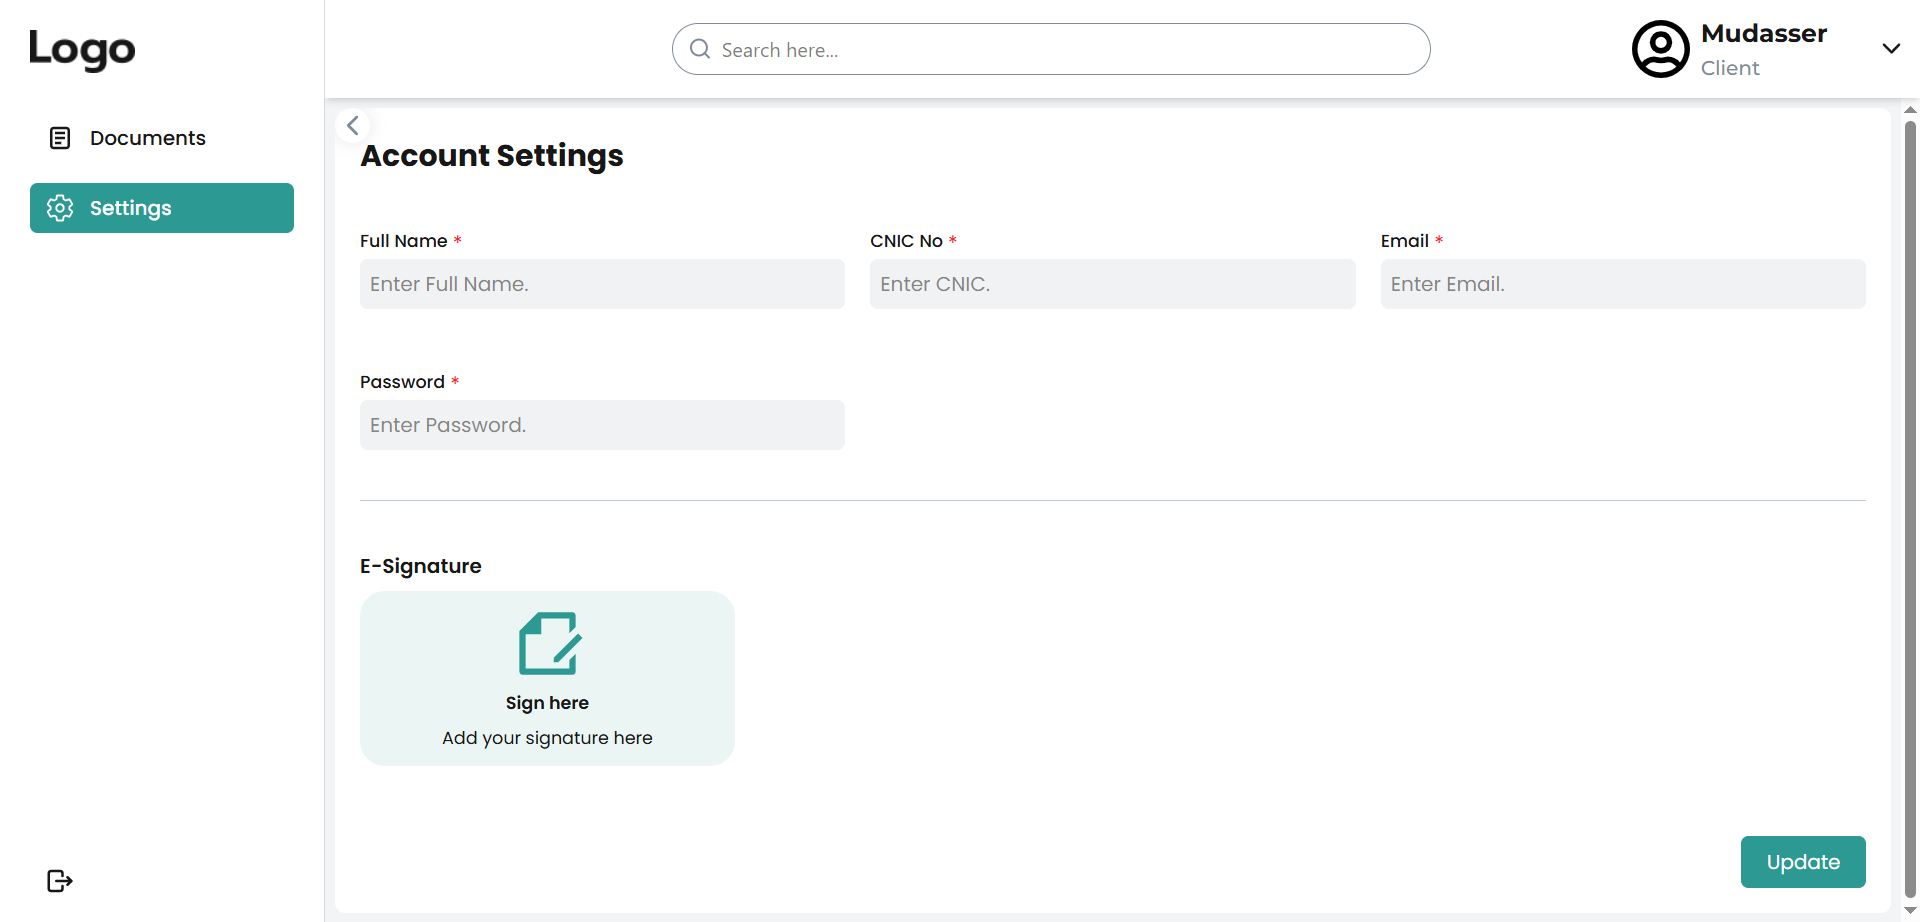 Logo
Search here...
Mudasser
Client
Documents
Settings
Account Settings
Full Name *
CNIC No *
Email *
Enter Full Name.
Enter CNIC.
Enter Email.
Password *
Enter Password.
E-Signature
Sign here
Add your signature here
Update